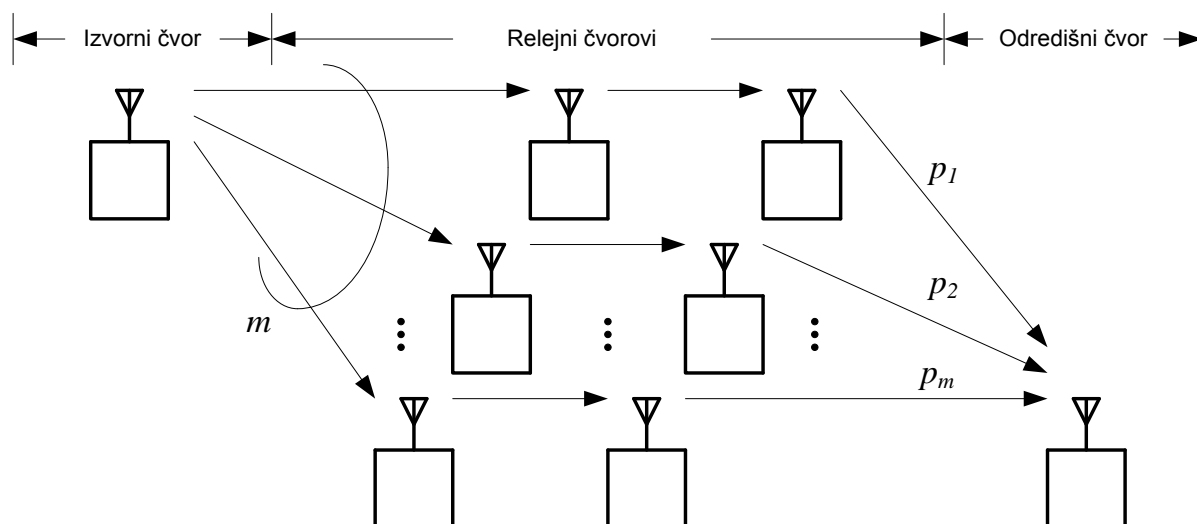 Izvorni čvor
Relejni čvorovi
Odredišni čvor
p1
p2
m
pm